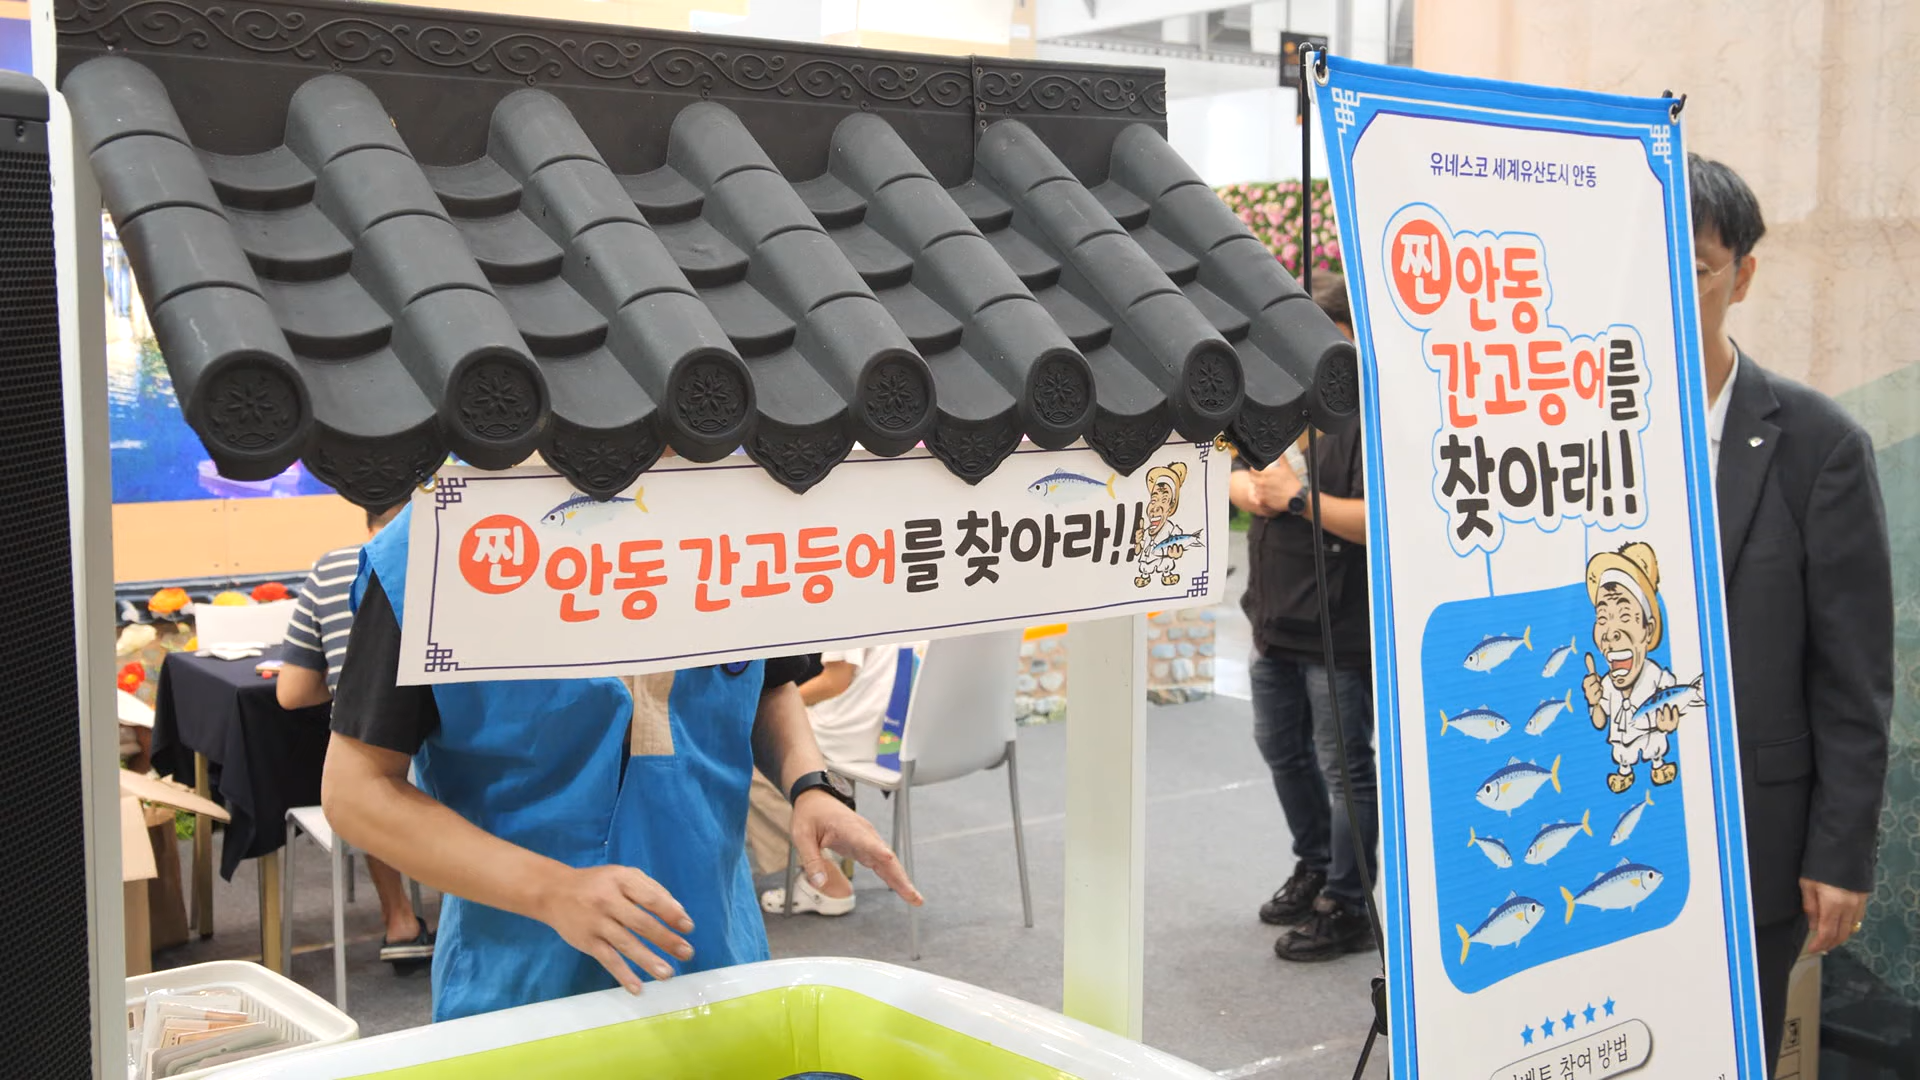 찐 안동 간고등어를 찾아라!!
유네스코 세계유산도시 안동
찐 안동
간고등어를
찾아라!!
참여 방법